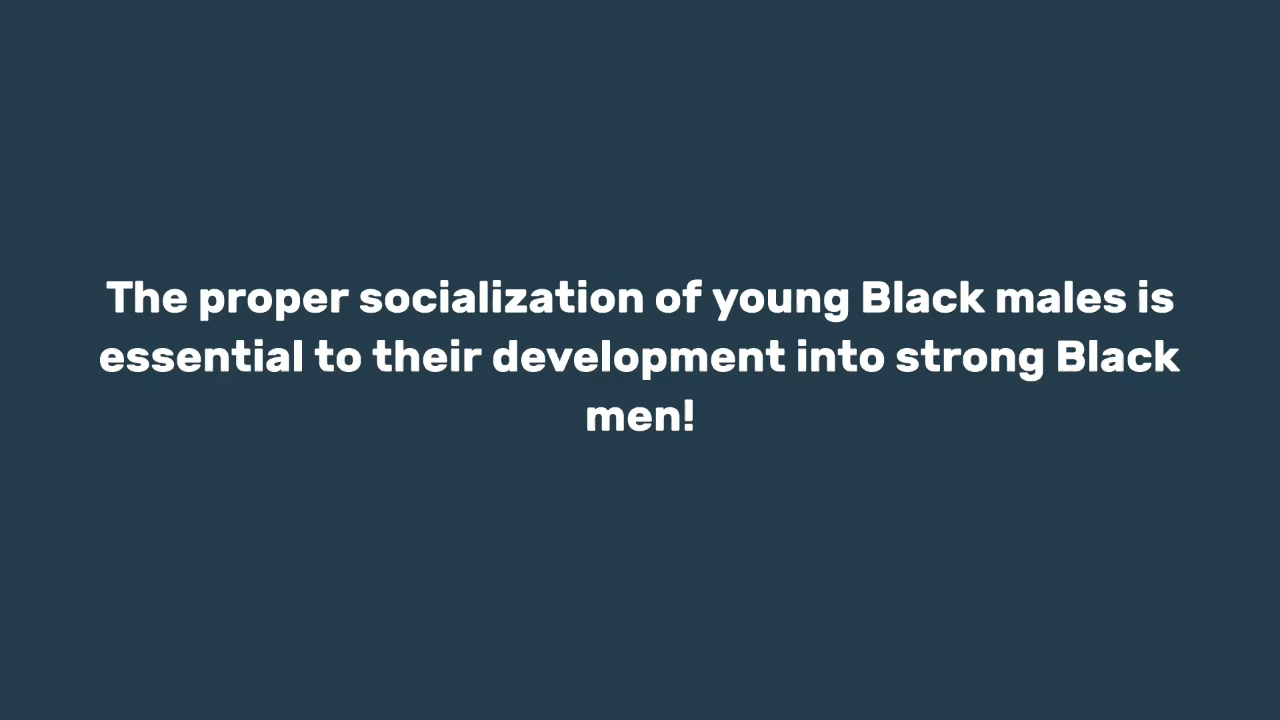 The proper socialization of young Black males is
essential to their development into strong Black
men!